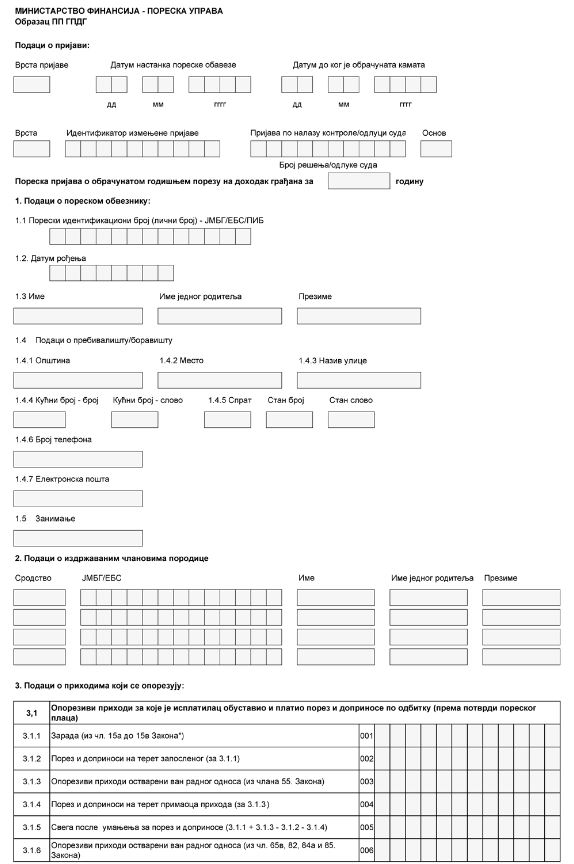 МИНИСТАРСТВО ФИНАНСИЈА - ПОРЕСКА УПРАВА
Образац ПП ГПДГ
Подаци о пријави:
Врста пријаве Датум настанка пореске обавезе Датум до ког је обрачуната камата
дд мм гггг дд мм гггг
Врста Идентификатор измењене пријаве Пријава по налазу контроле/одлуци суда Основ
Број решења/одлуке суда
Пореска пријава о обрачунатом годишњем порезу на доходак грађана за годину
1. Подаци о пореском обвезнику:
1.1 Порески идентификациони број (лични број) - ЈМБГ/ЕБС/ПИБ
1.2. Датум рођења
1.3 Име Име једног родитеља Презиме
1.4 Подаци о пребивалишту/боравишту
1.4.1 Општина 1.4.2 Место 1.4.3 Назив улице
1.4.4 Кућни број - број Кућни број - слово 1.4.5 Спрат Стан број Стан слово
1.4.6 Број телефона
1.4.7 Електронска пошта
1.5 Занимање
2. Подаци о издржаваним члановима породице
Сродство ЈМБГ/ЕБС Име Име једног родитеља Презиме
3. Подаци о приходима који се опорезују:
3,1 Опорезиви приходи за које је исплатилац обуставио и платио порез и доприносе по одбитку (према потврди пореског
плаца)
3.1.1 Зарада (из чл. 15а до 15в Закона*) 001
3.1.2 Порез и доприноси на терет запосленог (за 3.1.1) 002
3.1.3 Опорезиви приходи остварени ван радног односа (из члана 55. Закона) 003
3.1.4 Порез и доприноси на терет примаоца прихода (за 3.1.3) 004
3.1.5 Свега после умањења за порез и доприносе (3.1.1 + 3.1.3 - 3.1.2 - 3.1.4) 005
3.1.6 Опорезиви приходи остварени ван радног односа (из чл. 65в, 82, 84а и 85. 006
Закона)